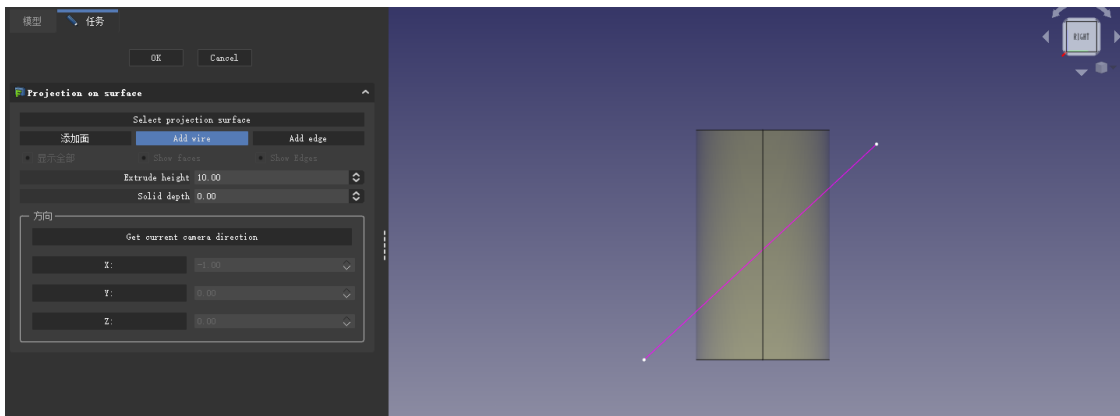 模型 任务
OK Cancel
Projection on surface
Select projection surface
添加面 Add wire Add edge
显示全部 Show faces Show Edges
Extrude height 10.00
Solid depth 0.00
方向
Get current camera direction
X: -1.00
Y: 0.00
Z: 0.00
RIGHT